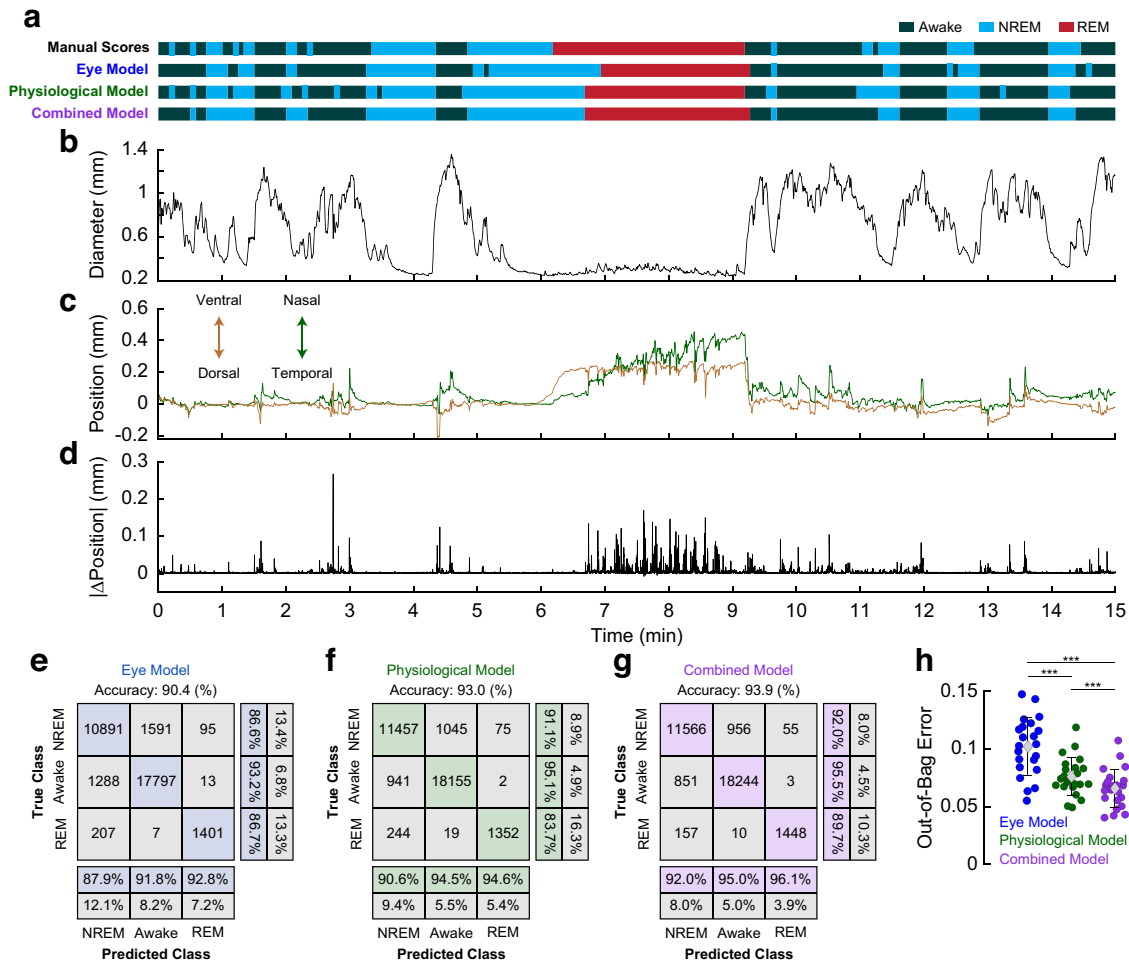 a
Awake NREM REM
Manual Scores
Eye Model
Physiological Model
Combined Model
b
Diameter (mm)
1.4
1
0.6
0.2
c
Position (mm)
0.6
0.4
0.2
0
-0.2
Ventral Nasal
Dorsal Temporal
d
|ΔPosition| (mm)
0.3
0.2
0.1
0
0 1 2 3 4 5 6 7 8 9 10 11 12 13 14 15
Time (min)
e
Eye Model
Accuracy: 90.4 (%)
True Class
NREM 10891 1591 95 86.6% 13.4%
Awake 1288 17797 13 93.2% 6.8%
REM 207 7 1401 86.7% 13.3%
87.9% 91.8% 92.8%
12.1% 8.2% 7.2%
NREM Awake REM
Predicted Class
f
Physiological Model
Accuracy: 93.0 (%)
True Class
NREM 11457 1045 75 91.1% 8.9%
Awake 941 18155 2 95.1% 4.9%
REM 244 19 1352 83.7% 16.3%
90.6% 94.5% 94.6%
9.4% 5.5% 5.4%
NREM Awake REM
Predicted Class
g
Combined Model
Accuracy: 93.9 (%)
True Class
NREM 11566 956 55 92.0% 8.0%
Awake 851 18244 3 95.5% 4.5%
REM 157 10 1448 89.7% 10.3%
92.0% 95.0% 96.1%
8.0% 5.0% 3.9%
NREM Awake REM
Predicted Class
h
***
*** ***
Out-of-Bag Error
0.15
0.1
0.05
0
Eye Model
Physiological Model
Combined Model